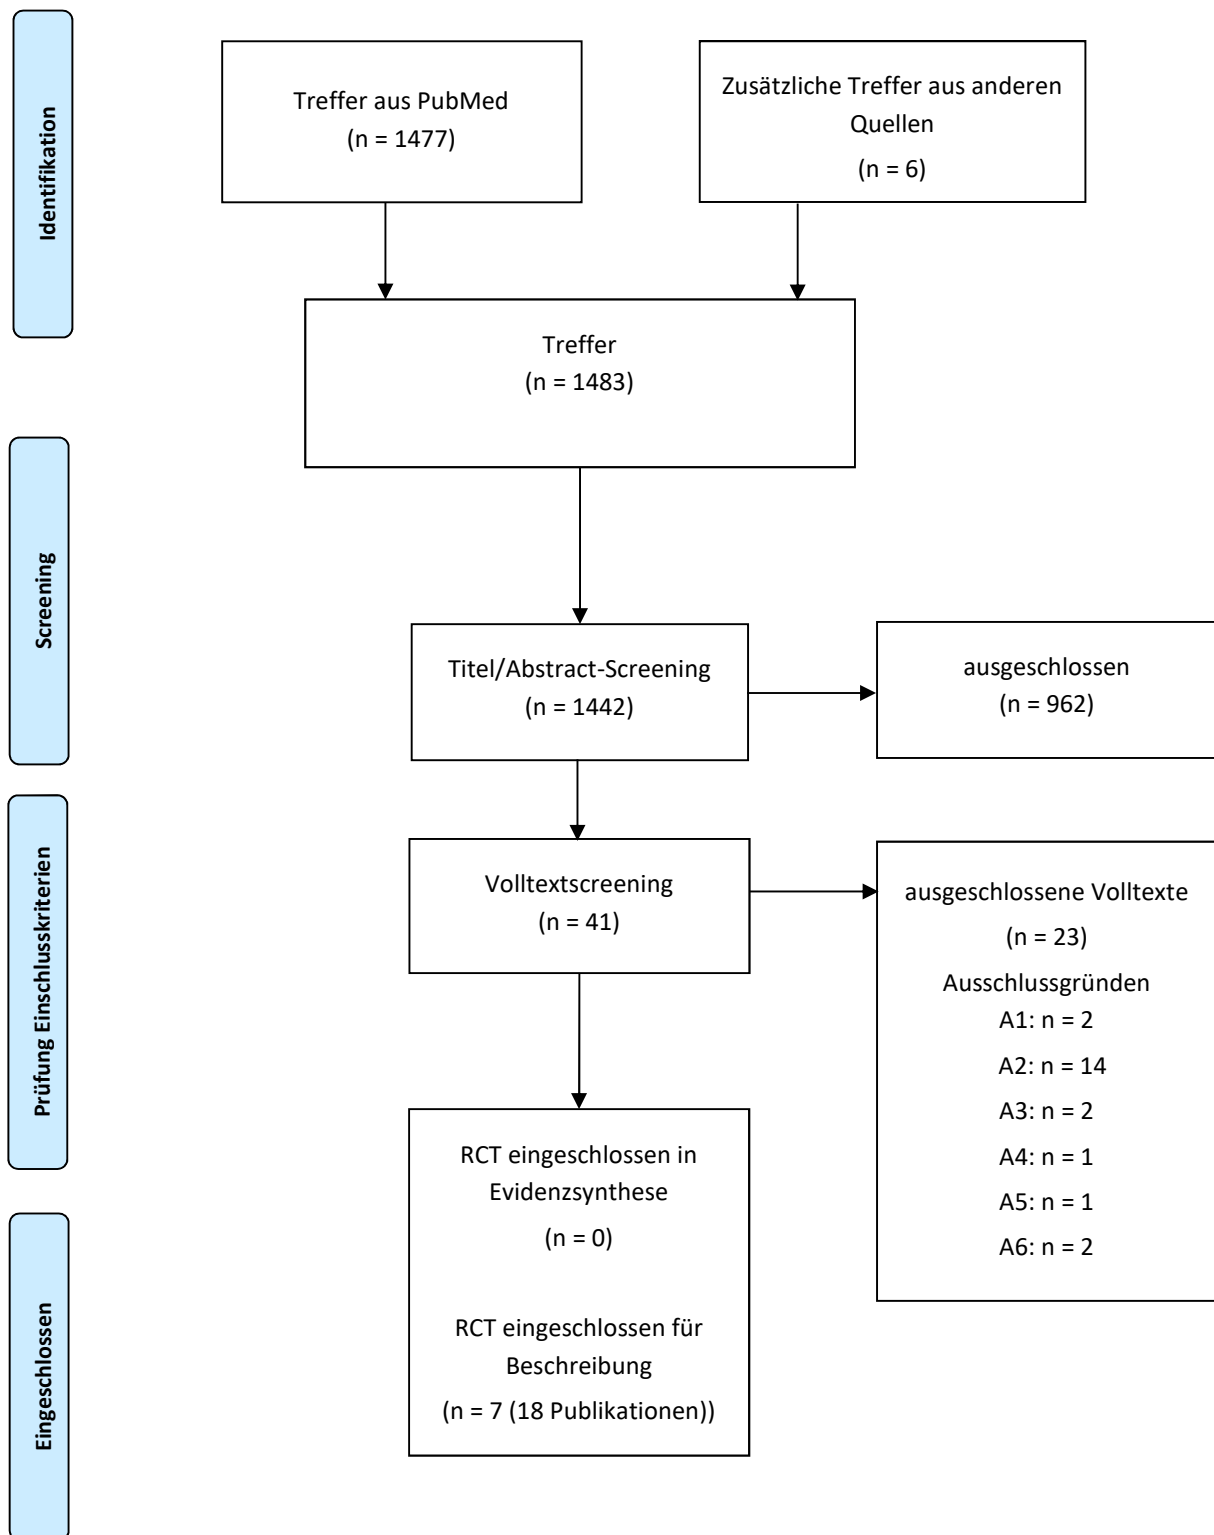 Identifikation
Treffer aus PubMed
(n = 1477)
Zusätzliche Treffer aus anderen
Quellen
(n = 6)
Treffer
(n = 1483)
Screening
Titel/Abstract-Screening
(n = 1442)
ausgeschlossen
(n = 962)
Prüfung Einschlusskriterien
Volltextscreening
(n = 41)
ausgeschlossene Volltexte
(n = 23)
Ausschlussgründen
A1: n = 2
A2: n = 14
A3: n = 2
A4: n = 1
A5: n = 1
A6: n = 2
Eingeschlossen
RCT eingeschlossen in
Evidenzsynthese
(n = 0)
RCT eingeschlossen für
Beschreibung
(n = 7 (18 Publikationen))